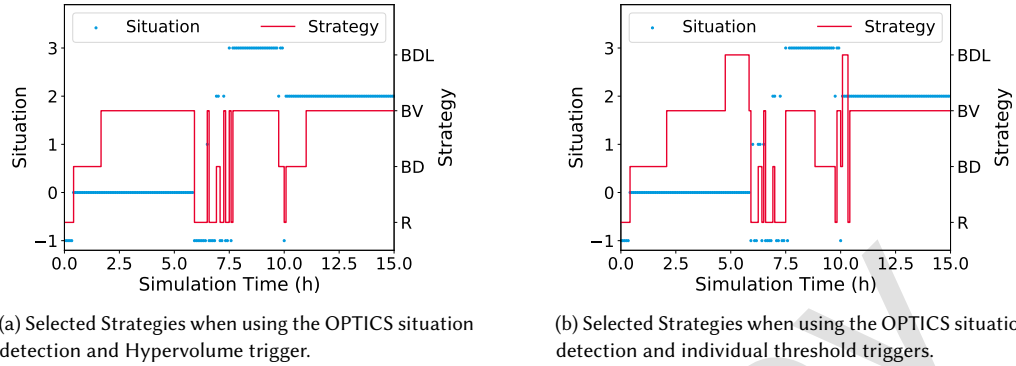 Situation Strategy
3
2
1
0
−1
Situation
BDL
BV
BD
R
Strategy
0.0 2.5 5.0 7.5 10.0 12.5 15.0
Simulation Time (h)
(a) Selected Strategies when using the OPTICS situation
detection and Hypervolume trigger.
Situation Strategy
3
2
1
0
−1
Situation
BDL
BV
BD
R
Strategy
0.0 2.5 5.0 7.5 10.0 12.5 15.0
Simulation Time (h)
(b) Selected Strategies when using the OPTICS situatio
detection and individual threshold triggers.